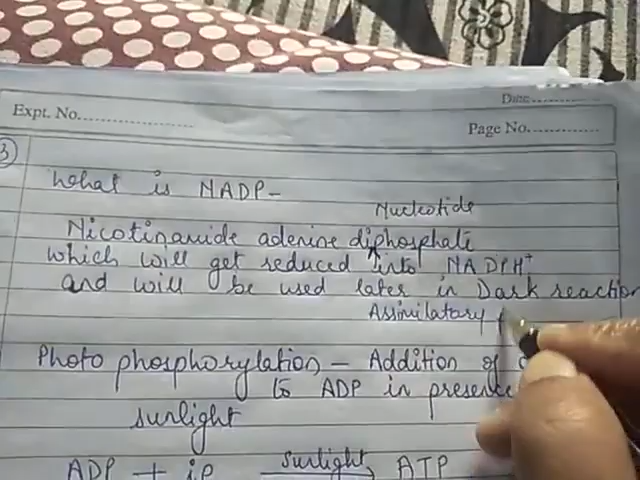 Date............
Expt. No..............................
Page No...............
3
What is NADP-
Nucleotide
Nicotinamide adenine diphosphate
which will get reduced into NADPH+
and will be used later in Dark reaction
Assimilatary
Photo phosphorylation - Addition of
to ADP in presence
sunlight
ADP + ip sunlight ATP